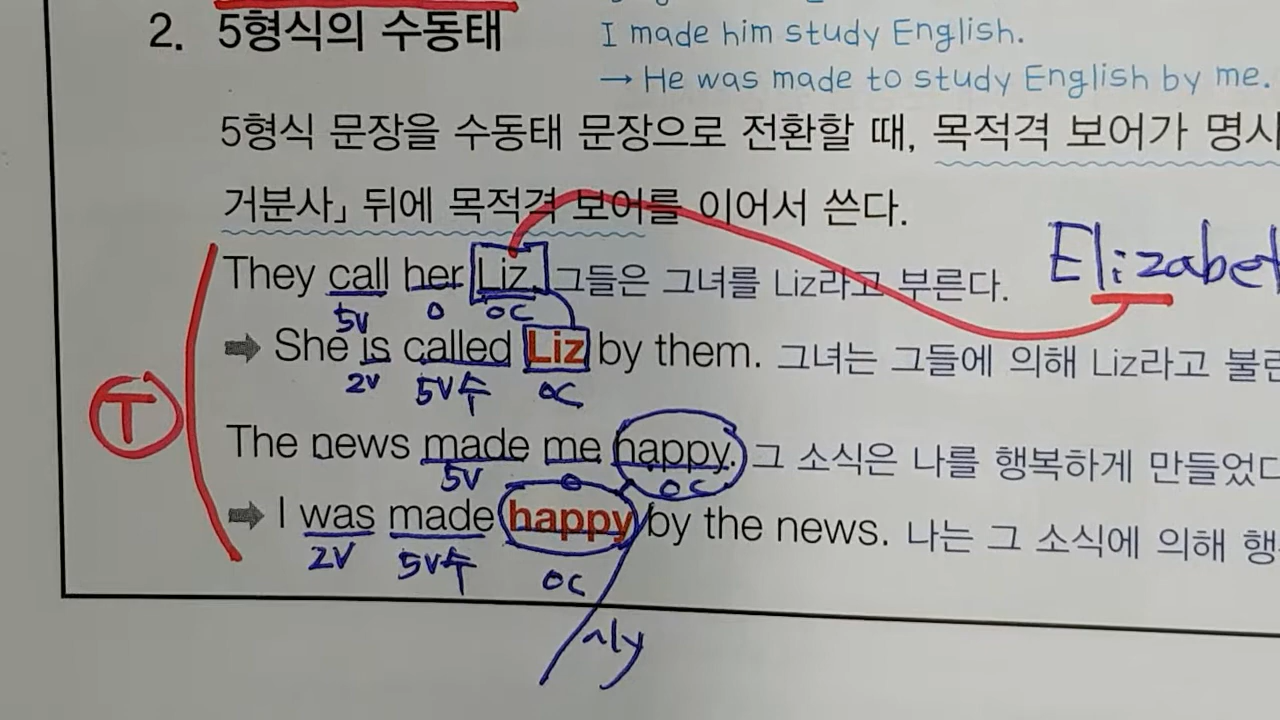 2. 5형식의 수동태
I made him study English.
→ He was made to study English by me.
5형식 문장을 수동태 문장으로 전환할 때, 목적격 보어가 명사
거분사」 뒤에 목적격 보어를 이어서 쓴다.
They call her Liz. 그들은 그녀를 Liz라고 부른다.
Elizabet
5V O OC
➡ She is called Liz by them. 그녀는 그들에 의해 Liz라고 불린
2V 5V수 OC
T
The news made me happy. 그 소식은 나를 행복하게 만들었다
5V O OC
➡ I was made happy by the news. 나는 그 소식에 의해 행
2V 5V수 OC
~ly